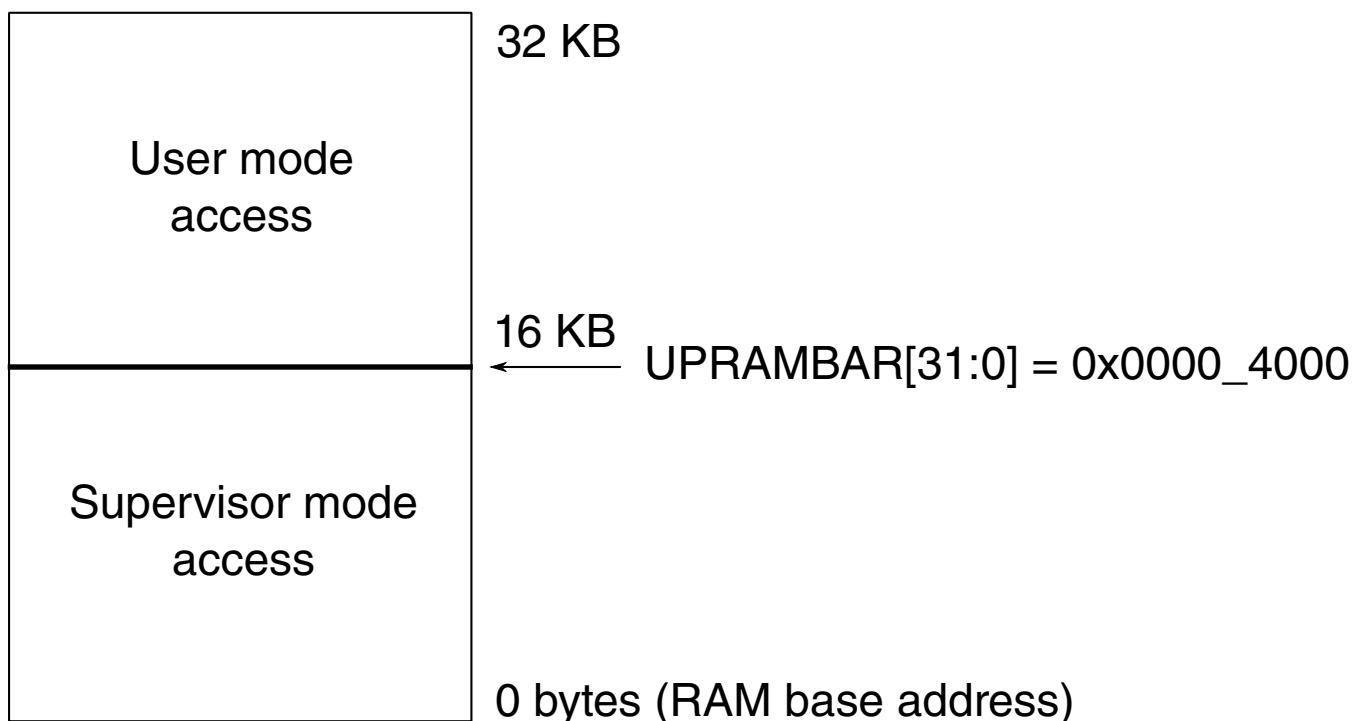 32 KB
User mode
access
16 KB
UPRAMBAR[31:0] = 0x0000_4000
Supervisor mode
access
0 bytes (RAM base address)